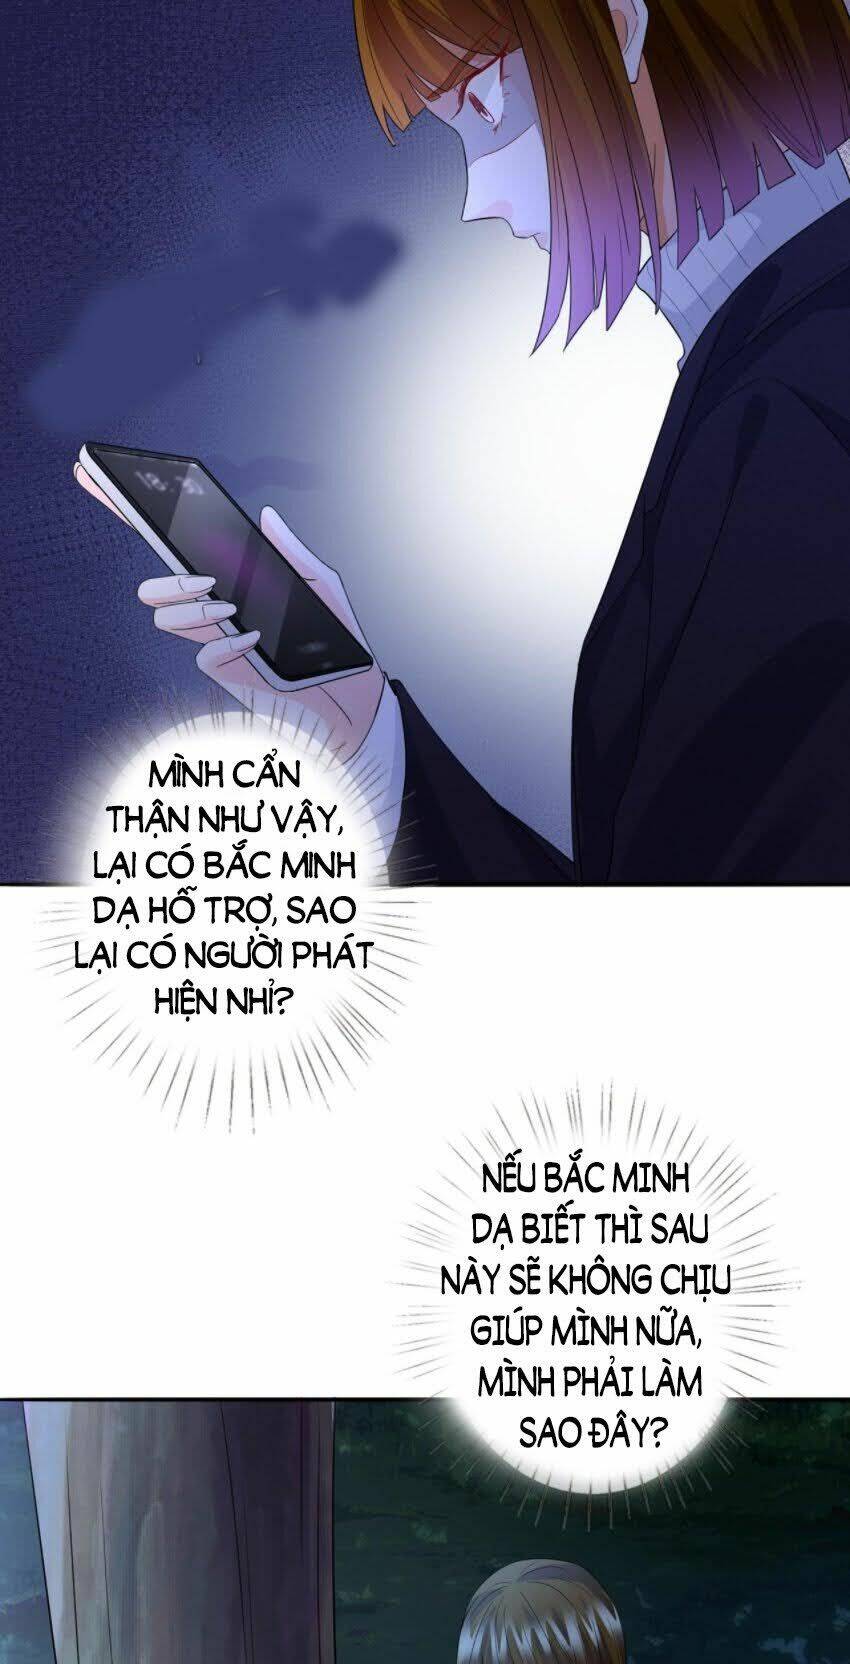 MÌNH CẨN
THẬN NHƯ VẬY,
LẠI CÓ BẮC MINH
DẠ HỖ TRỢ, SAO
LẠI CÓ NGƯỜI PHÁT
HIỆN NHỈ?
NẾU BẮC MINH
DẠ BIẾT THÌ SAU
NÀY SẼ KHÔNG CHỊU
GIÚP MÌNH NỮA,
MÌNH PHẢI LÀM
SAO ĐÂY?